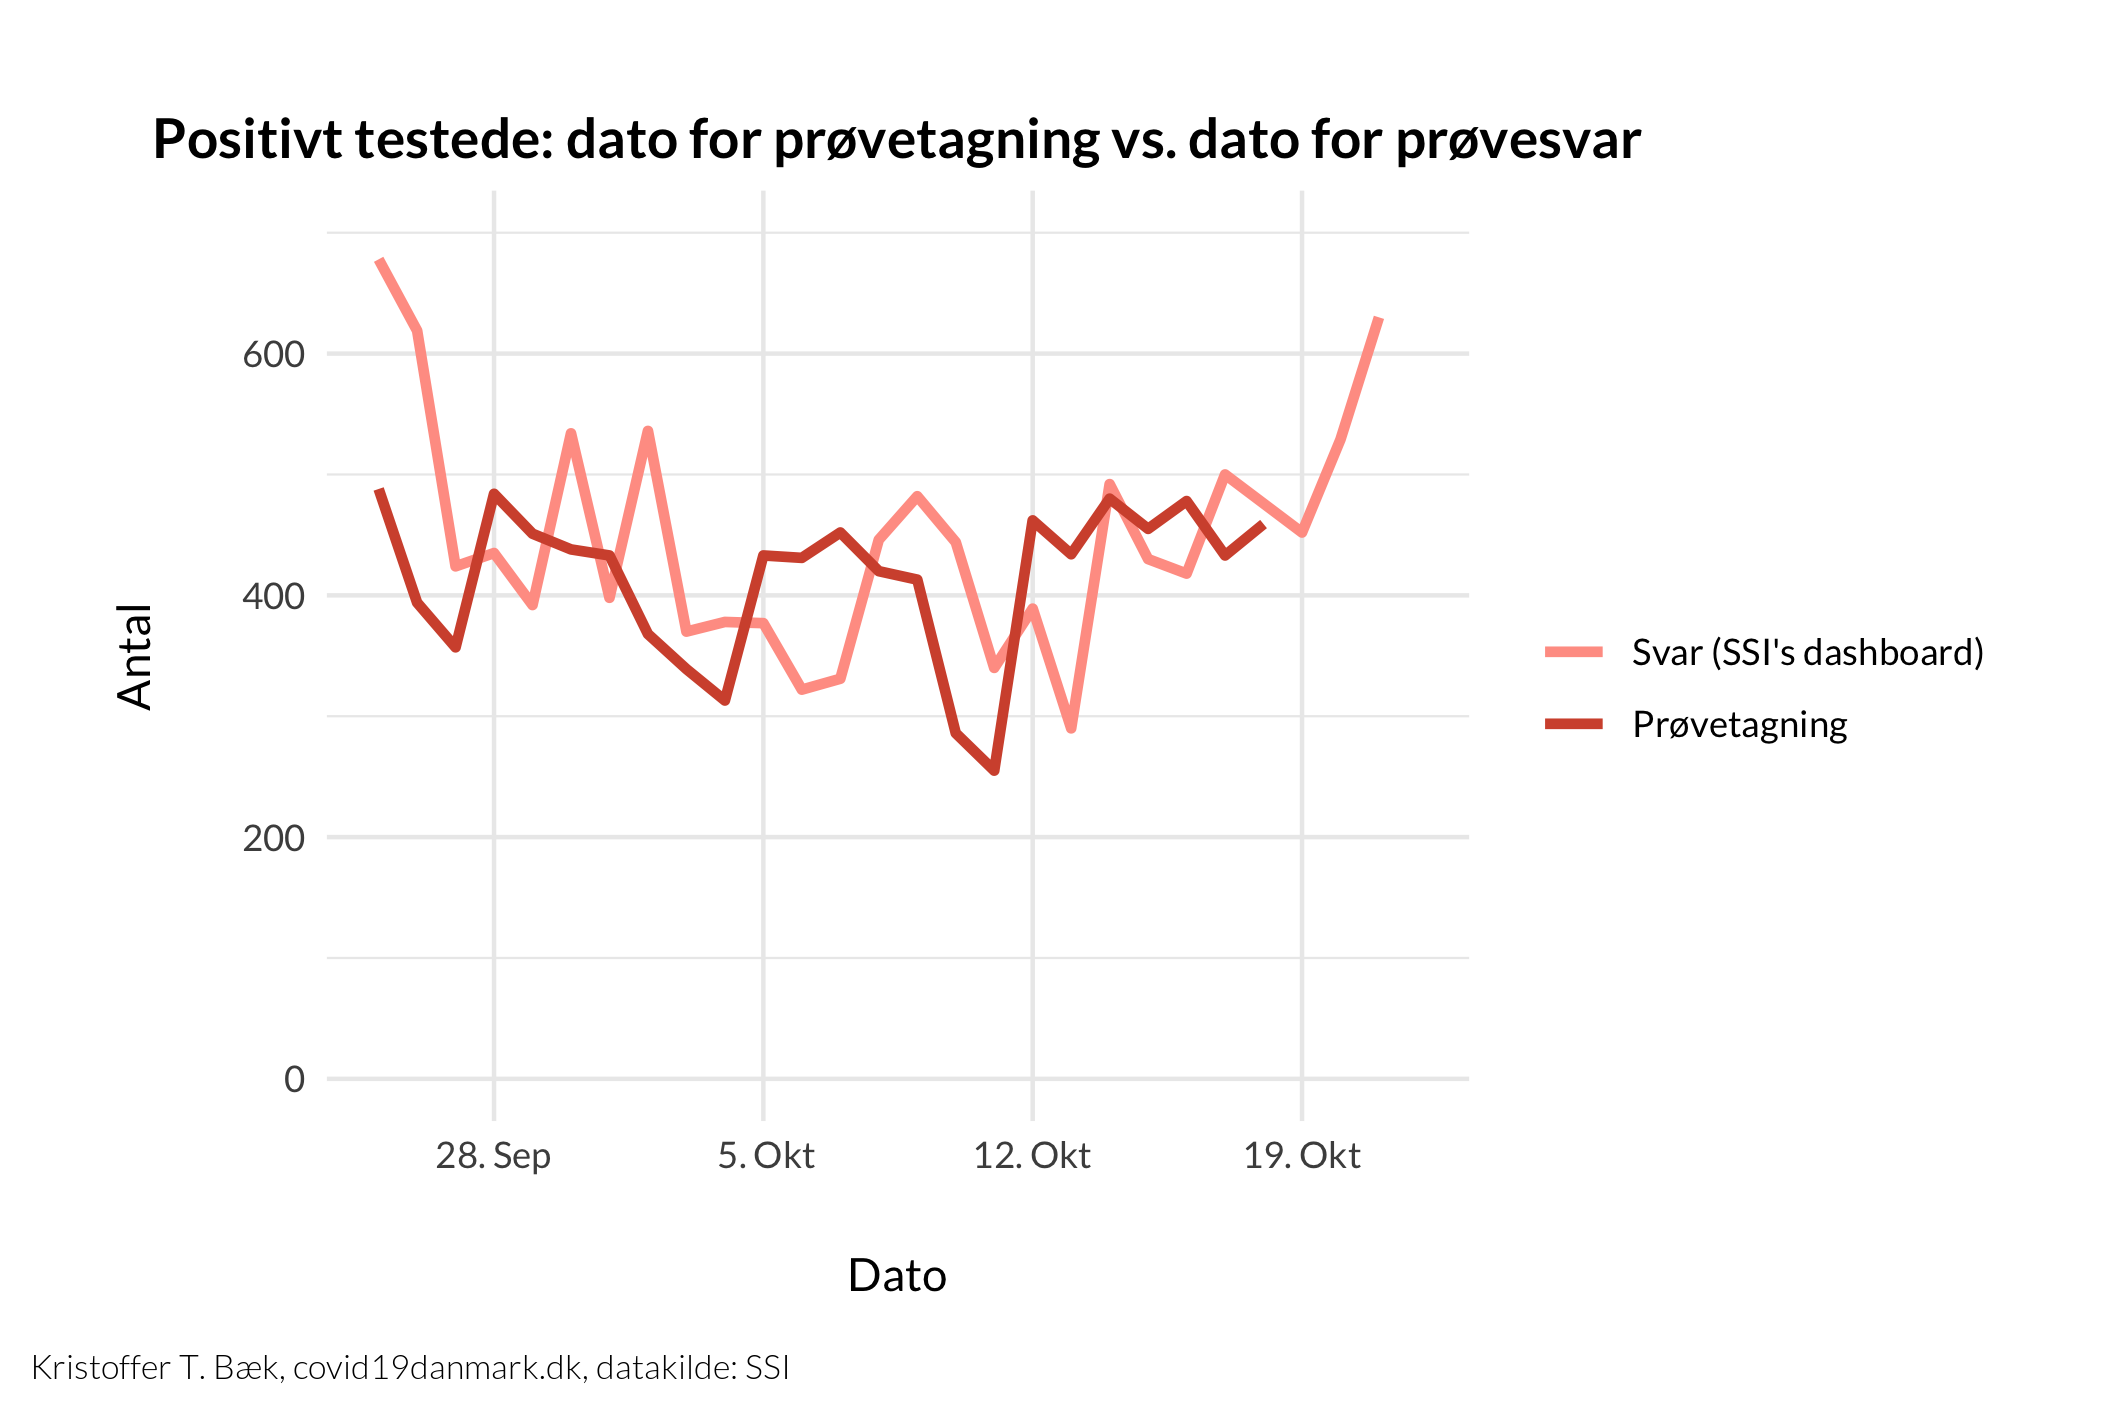 Positivt testede: dato for prøvetagning vs. dato for prøvesvar
Antal
600
400
200
0
28. Sep
5. Okt
12. Okt
19. Okt
Dato
Svar (SSI's dashboard)
Prøvetagning
Kristoffer T. Bæk, covid19danmark.dk, datakilde: SSI